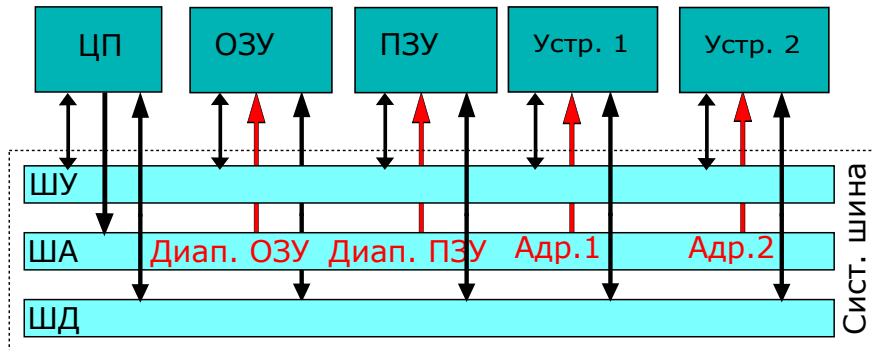 ЦП
ОЗУ
ПЗУ
Устр. 1
Устр. 2
ШУ
ША
Диап. ОЗУ
Диап. ПЗУ
Адр.1
Адр.2
ШД
Сист. шина